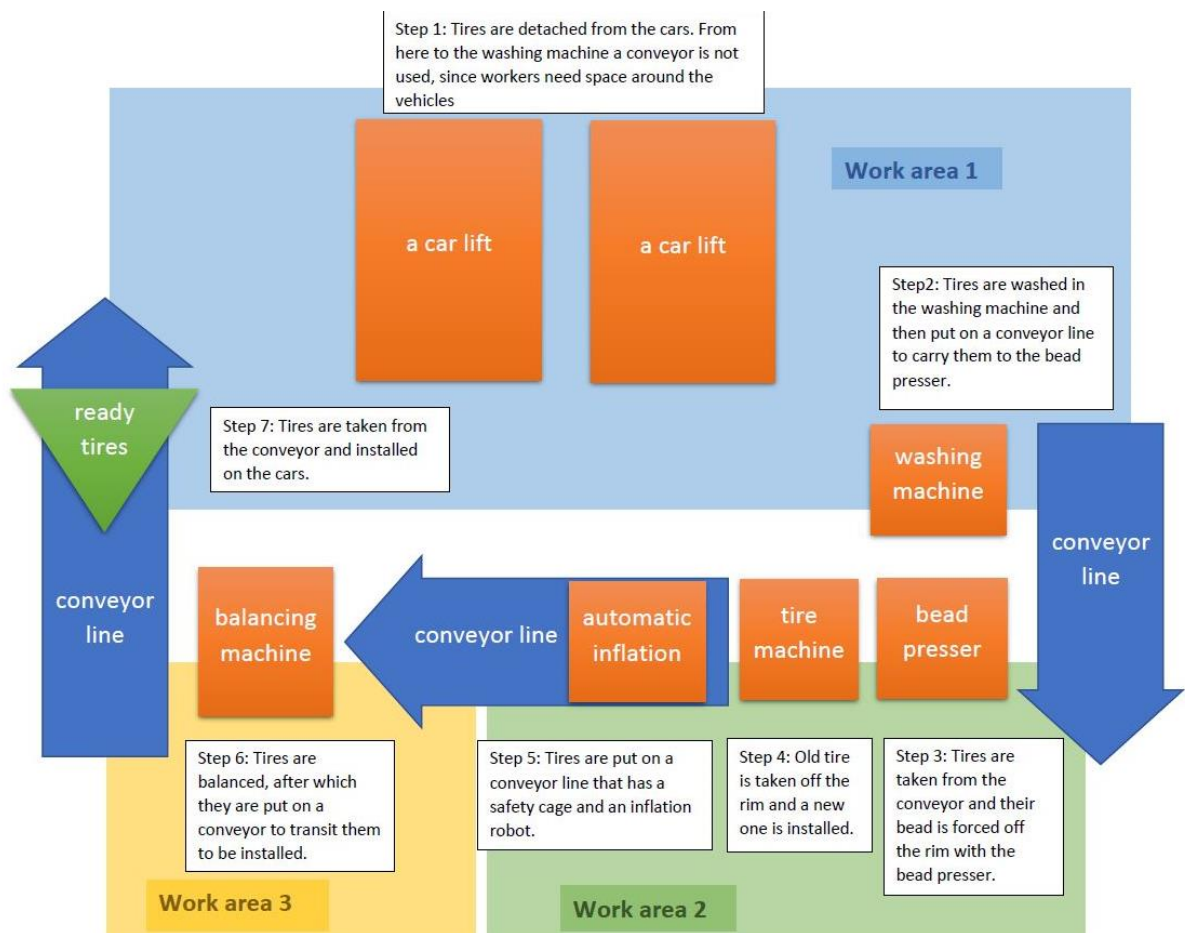 Step 1: Tires are detached from the cars. From
here to the washing machine a conveyor is not
used, since workers need space around the
vehicles
Work area 1
a car lift
a car lift
Step2: Tires are washed in
the washing machine and
then put on a conveyor line
to carry them to the bead
presser.
ready
tires
Step 7: Tires are taken from
the conveyor and installed
on the cars.
washing
machine
conveyor
line
conveyor
line
balancing
machine
conveyor line
automatic
inflation
tire
machine
bead
presser
Step 6: Tires are
balanced, after which
they are put on a
conveyor to transit them
to be installed.
Step 5: Tires are put on a
conveyor line that has a
safety cage and an inflation
robot.
Step 4: Old tire
is taken off the
rim and a new
one is installed.
Step 3: Tires are
taken from the
conveyor and their
bead is forced off
the rim with the
bead presser.
Work area 3
Work area 2